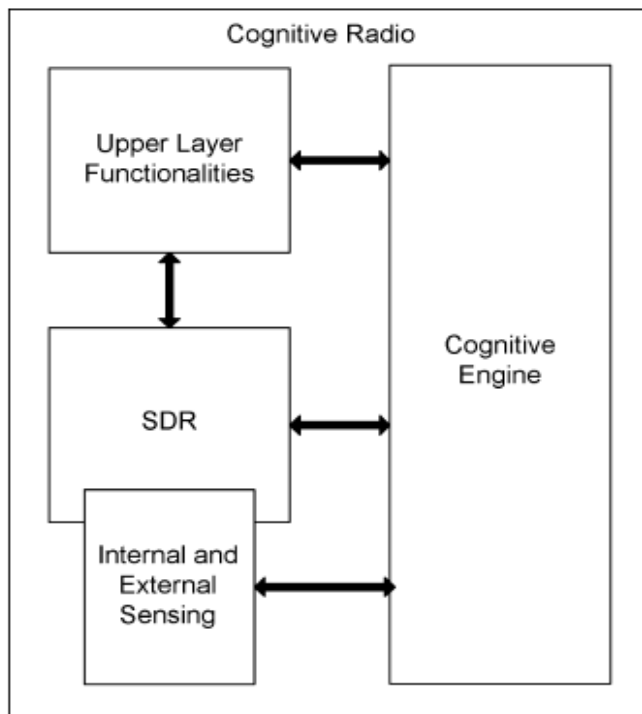 Cognitive Radio
Upper Layer
Functionalities
Cognitive
Engine
SDR
Internal and
External
Sensing